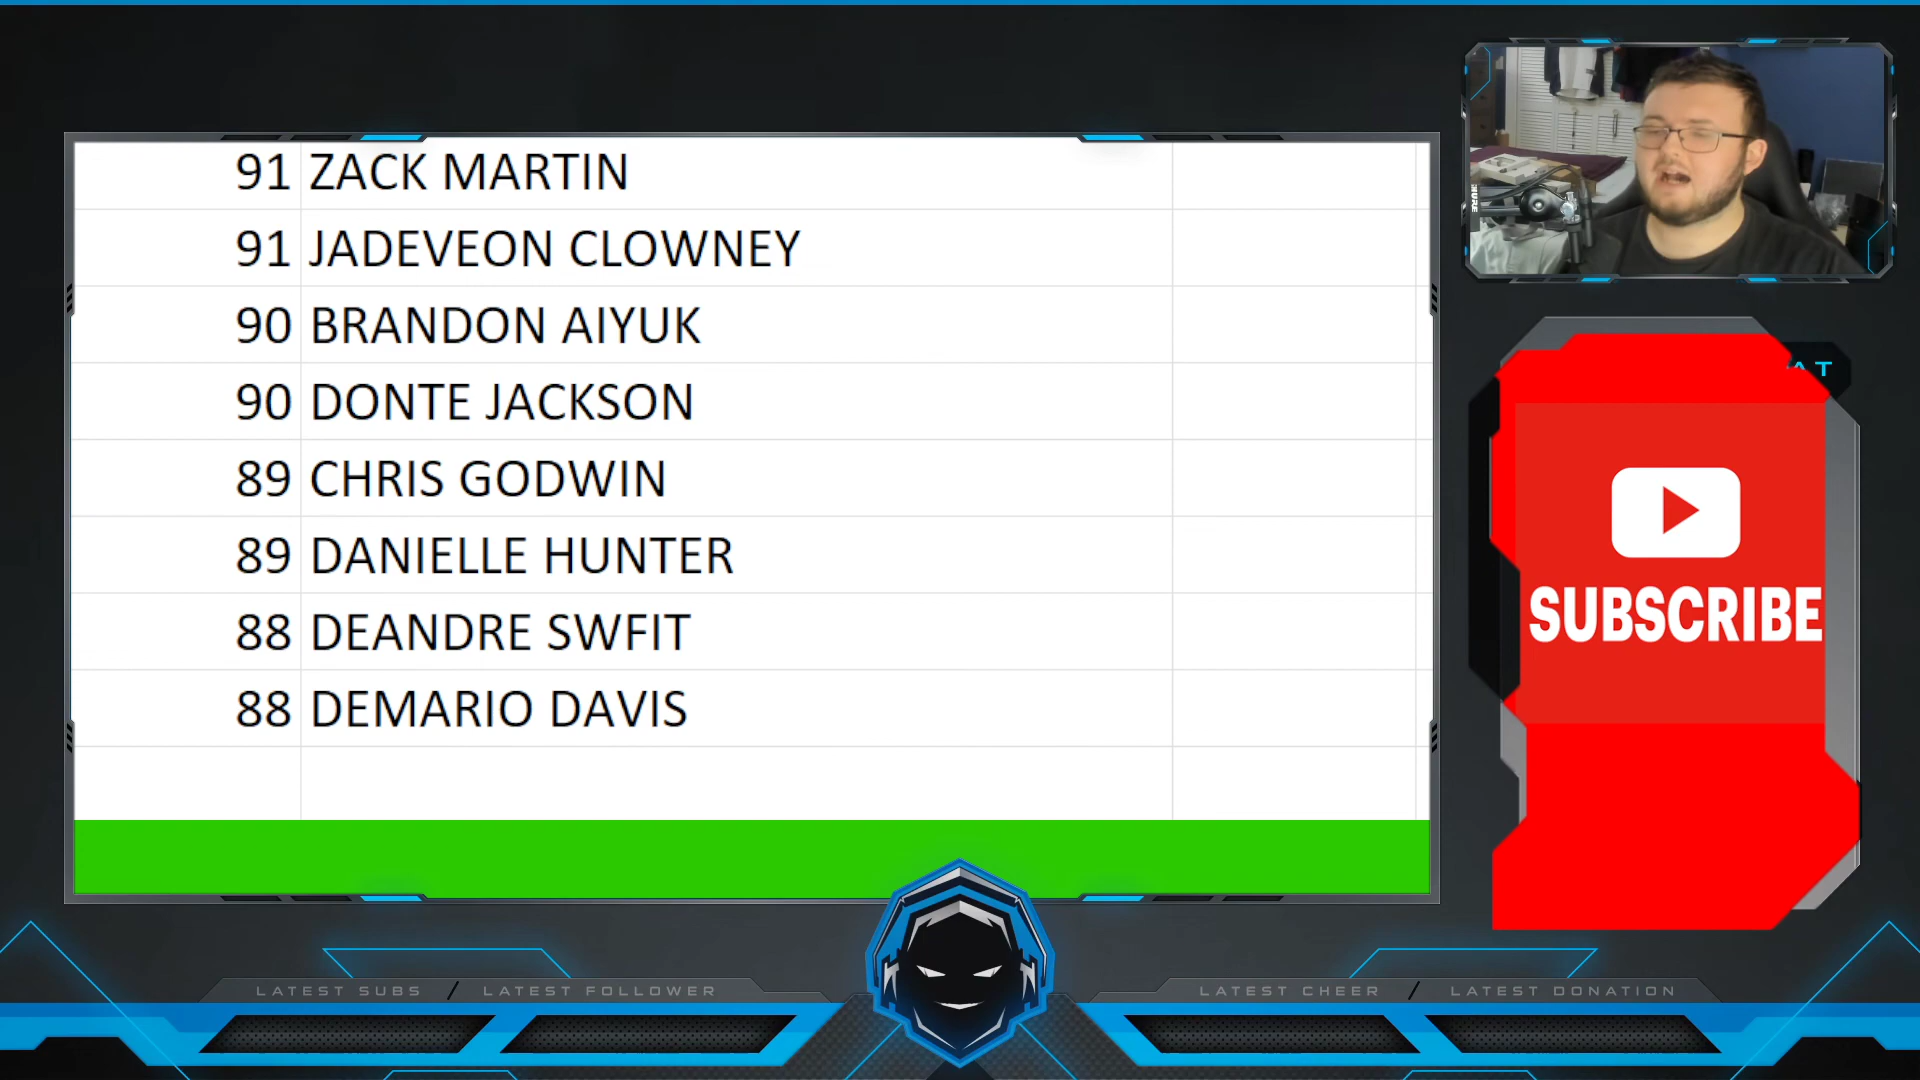 91 ZACK MARTIN
91 JADEVEON CLOWNEY
90 BRANDON AIYUK
90 DONTE JACKSON
89 CHRIS GODWIN
89 DANIELLE HUNTER
88 DEANDRE SWFIT
88 DEMARIO DAVIS
SUBSCRIBE
LATEST SUBS / LATEST FOLLOWER
LATEST CHEER / LATEST DONATION